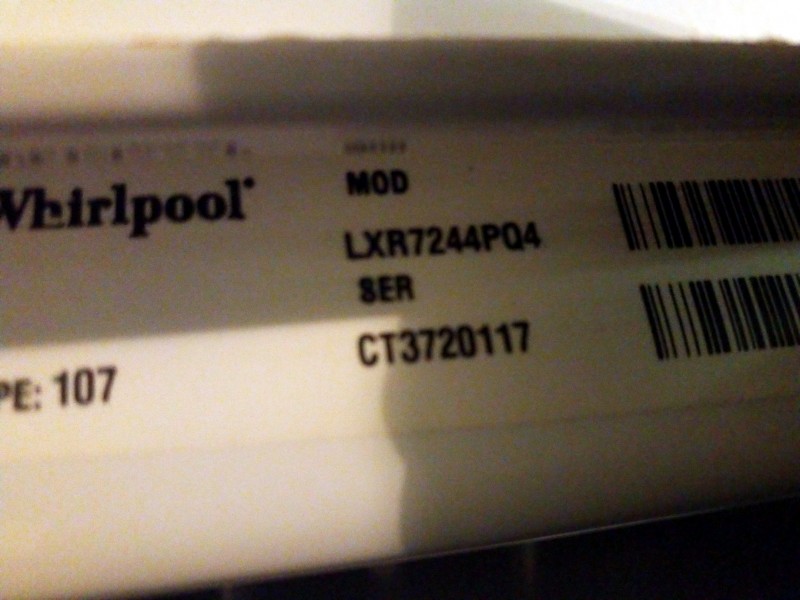 Whirlpool
MOD
LXR7244PQ4
SER
CT3720117
PE: 107